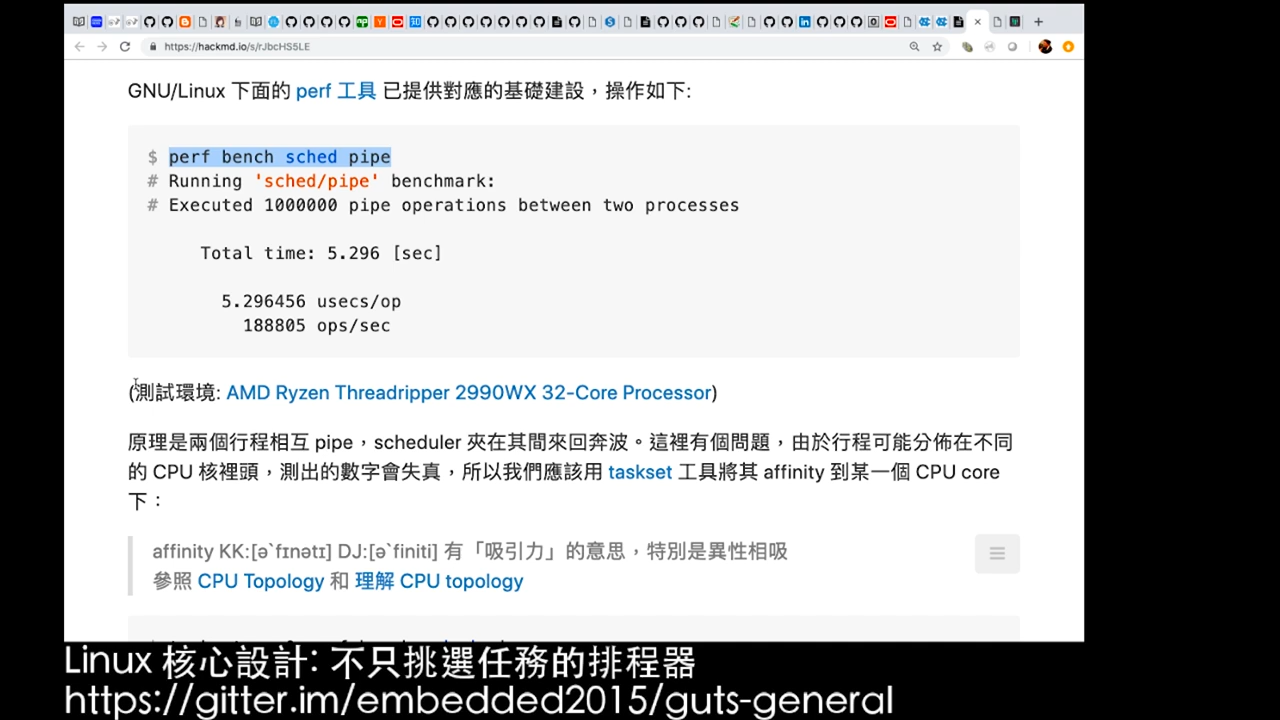 https://hackmd.io/s/rJbcHS5LE
GNU/Linux 下面的 perf 工具 已提供對應的基礎建設，操作如下:
$ perf bench sched pipe
# Running 'sched/pipe' benchmark:
# Executed 1000000 pipe operations between two processes
Total time: 5.296 [sec]
5.296456 usecs/op
188805 ops/sec
(測試環境: AMD Ryzen Threadripper 2990WX 32-Core Processor)
原理是兩個行程相互 pipe，scheduler 夾在其間來回奔波。這裡有個問題，由於行程可能分佈在不同
的 CPU 核裡頭，測出的數字會失真，所以我們應該用 taskset 工具將其 affinity 到某一個 CPU core
下：
affinity KK:[ə`fɪnətɪ] DJ:[ə`finiti] 有「吸引力」的意思，特別是異性相吸
參照 CPU Topology 和 理解 CPU topology
Linux 核心設計: 不只挑選任務的排程器
https://gitter.im/embedded2015/guts-general